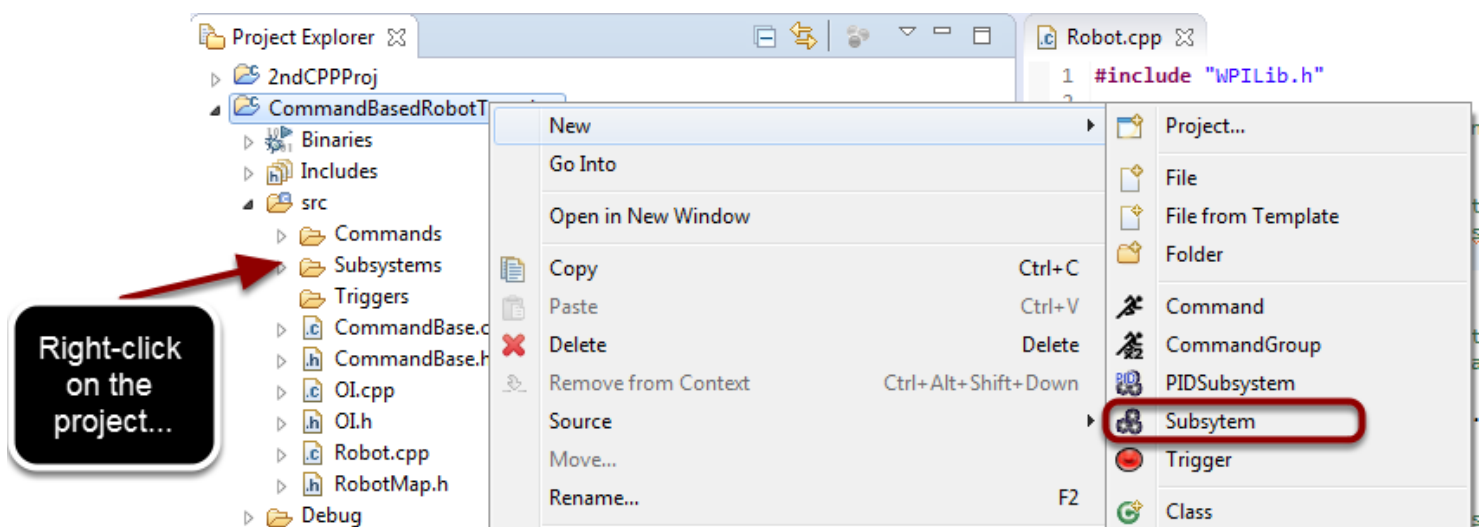 Project Explorer
Robot.cpp
2ndCPPProj
1 #include "WPILib.h"
2
CommandBasedRobotT
Binaries
Includes
src
Commands
Subsystems
Triggers
CommandBase.c
CommandBase.h
OI.cpp
OI.h
Robot.cpp
RobotMap.h
Debug
Right-click
on the
project...
New
Go Into
Open in New Window
Copy Ctrl+C
Paste Ctrl+V
Delete Delete
Remove from Context Ctrl+Alt+Shift+Down
Source
Move...
Rename... F2
Project...
File
File from Template
Folder
Command
CommandGroup
PIDSubsystem
Subsytem
Trigger
Class